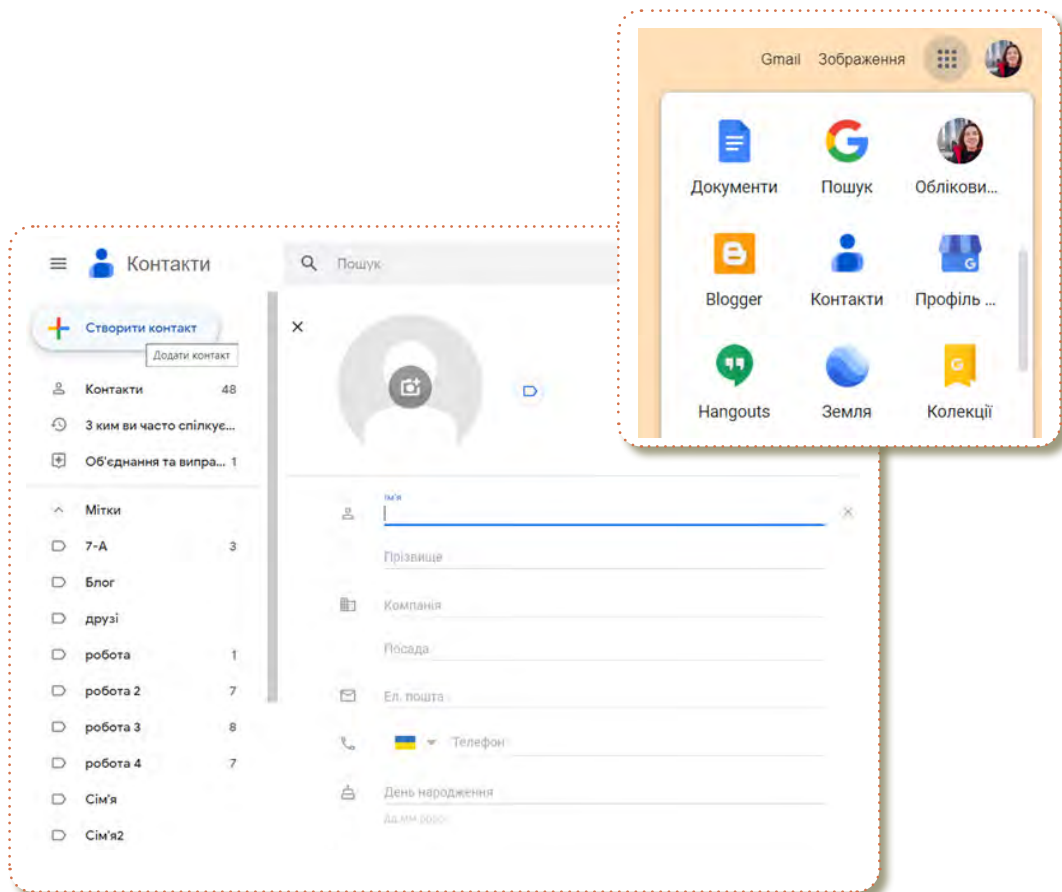 Gmail Зображення
Документи Пошук Облікови...
Blogger Контакти Профіль ...
Hangouts Земля Колекції
Контакти
Пошук
Створити контакт
Додати контакт
Контакти 48
З ким ви часто спілкує...
Об'єднання та випра... 1
Мітки
7-А 3
Блог
друзі
робота 1
робота 2 7
робота 3 8
робота 4 7
Сім'я
Сім'я2
Ім'я
Прізвище
Компанія
Посада
Ел. пошта
Телефон
День народження